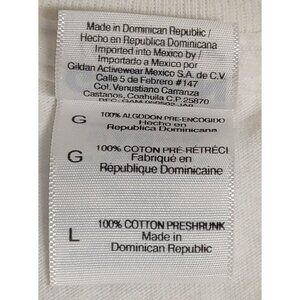 Made in Dominican Republic /
Hecho en Republica Dominicana
Imported into Mexico by /
Importado a Mexico por
Gildan Activewear Mexico S.A. de C.V.
Calle 5 de Febrero #147
Col. Venustiano Carranza
Castanos, Coahuila C.P. 25870
G 100% ALGODON PRE-ENCOGIDO
Hecho en
Republica Dominicana
G 100% COTON PRÉ-RÉTRÉCI
Fabriqué en
République Dominicaine
L 100% COTTON PRESHRUNK
Made in
Dominican Republic